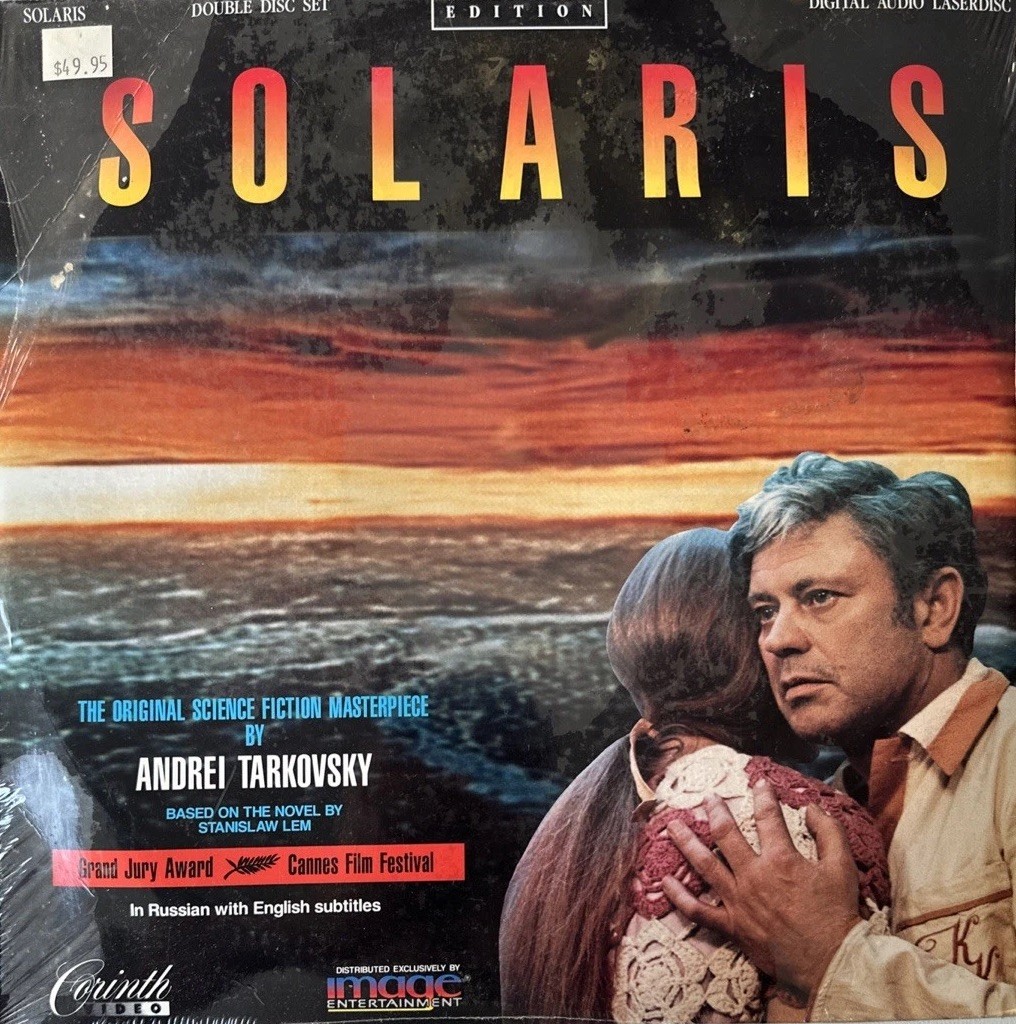 SOLARIS
DOUBLE DISC SET
EDITION
DIGITAL AUDIO LASERDISC
$49.95
SOLARIS
THE ORIGINAL SCIENCE FICTION MASTERPIECE
BY
ANDREI TARKOVSKY
BASED ON THE NOVEL BY
STANISLAW LEM
Grand Jury Award Cannes Film Festival
In Russian with English subtitles
Corinth
VIDEO
DISTRIBUTED EXCLUSIVELY BY
image
ENTERTAINMENT